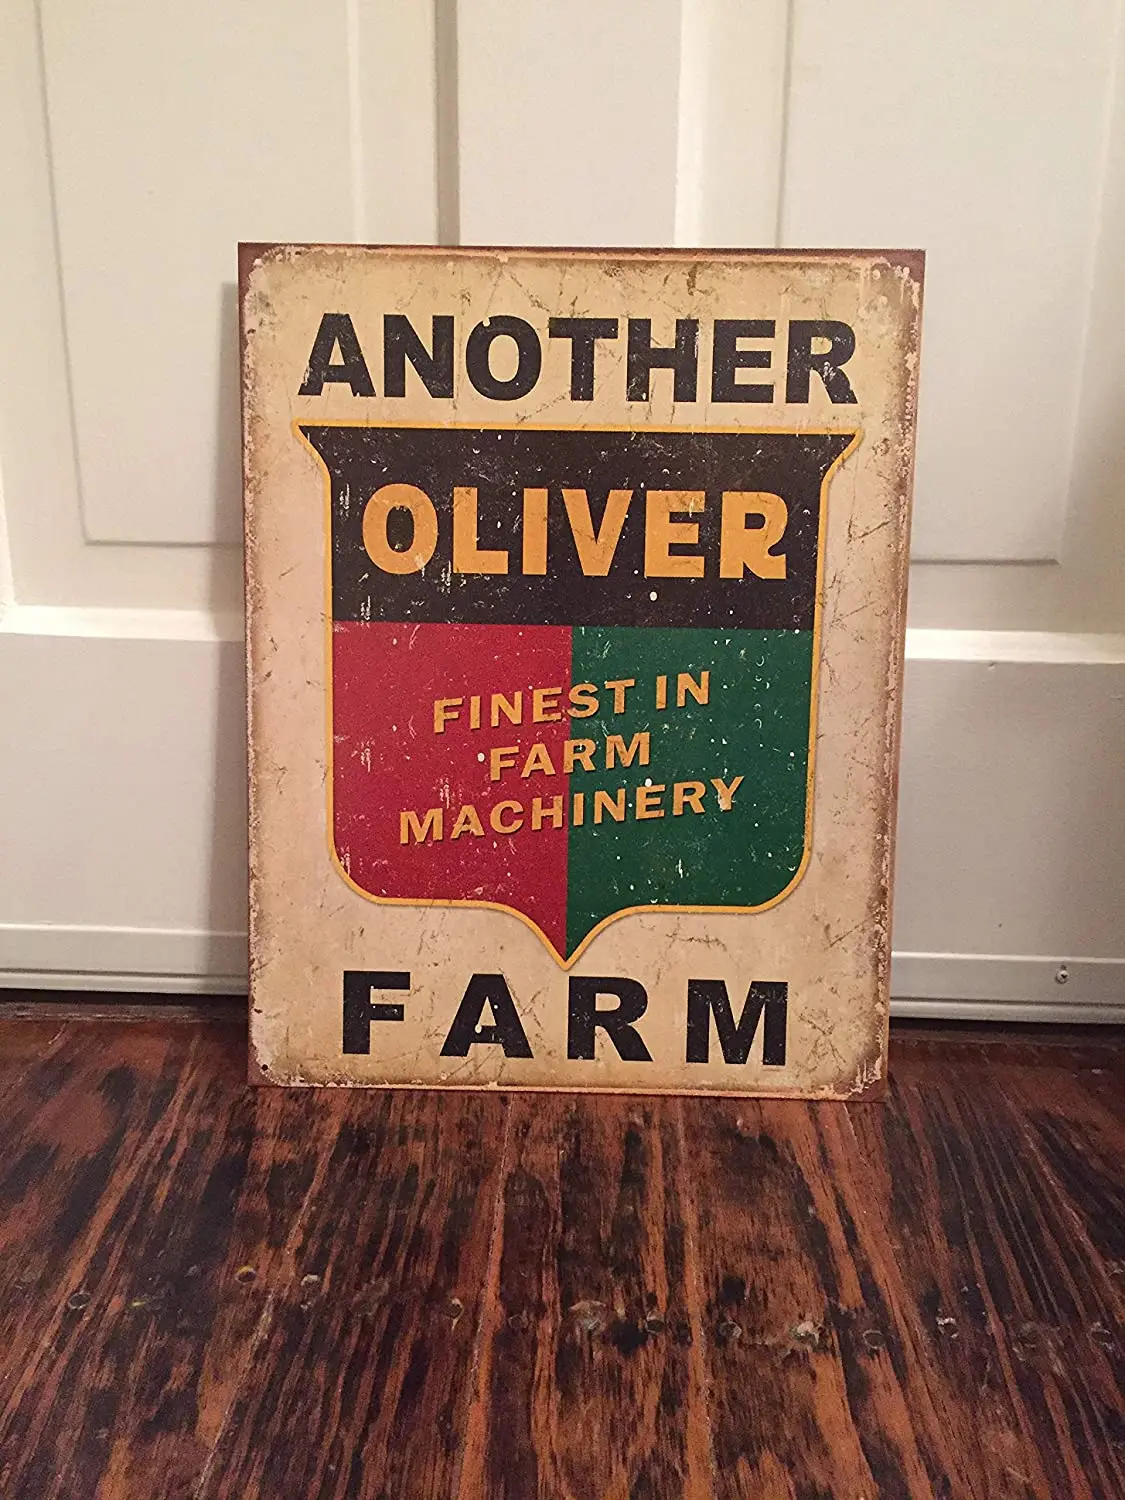 ANOTHER
OLIVER
FINEST IN
FARM
MACHINERY
FARM